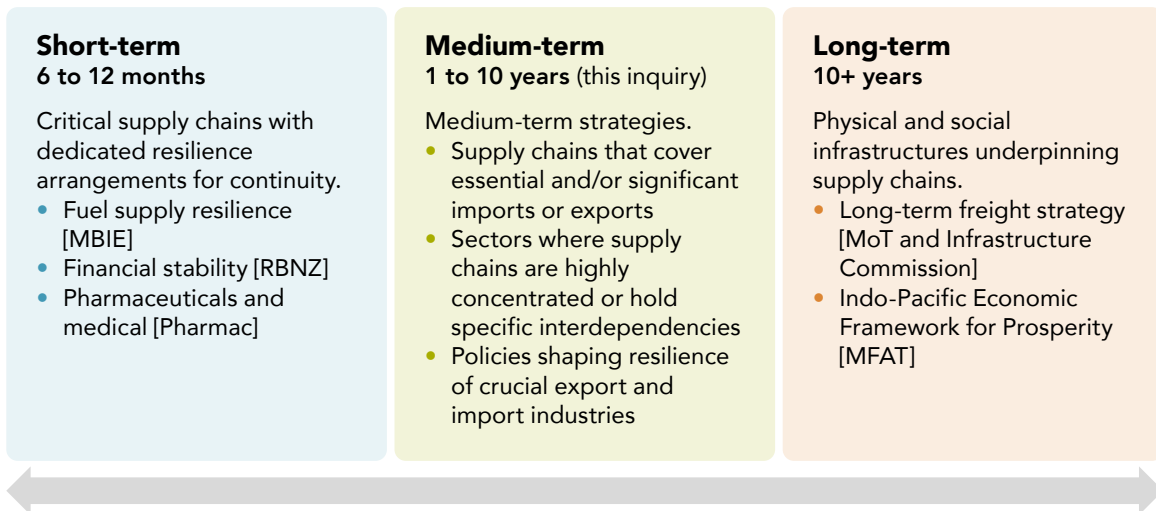 Short-term
6 to 12 months
Critical supply chains with
dedicated resilience
arrangements for continuity.
• Fuel supply resilience
[MBIE]
• Financial stability [RBNZ]
• Pharmaceuticals and
medical [Pharmac]
Medium-term
1 to 10 years (this inquiry)
Medium-term strategies.
• Supply chains that cover
essential and/or significant
imports or exports
• Sectors where supply
chains are highly
concentrated or hold
specific interdependencies
• Policies shaping resilience
of crucial export and
import industries
Long-term
10+ years
Physical and social
infrastructures underpinning
supply chains.
• Long-term freight strategy
[MoT and Infrastructure
Commission]
• Indo-Pacific Economic
Framework for Prosperity
[MFAT]